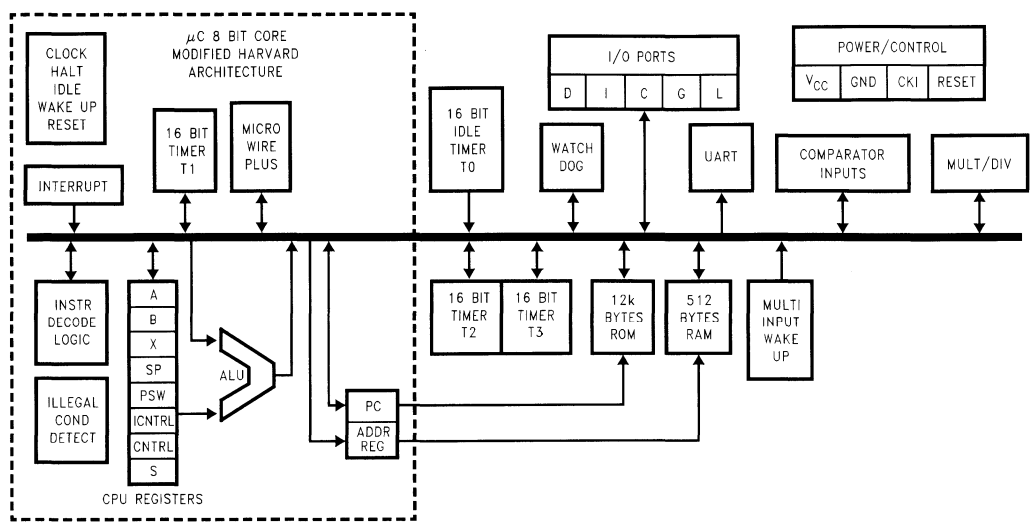 μC 8 BIT CORE
MODIFIED HARVARD
ARCHITECTURE
CLOCK
HALT
IDLE
WAKE UP
RESET
INTERRUPT
16 BIT
TIMER
T1
MICRO
WIRE
PLUS
16 BIT
IDLE
TIMER
T0
WATCH
DOG
I/O PORTS
D I C G L
UART
POWER/CONTROL
VCC GND CKI RESET
COMPARATOR
INPUTS
MULT/DIV
INSTR
DECODE
LOGIC
ILLEGAL
COND
DETECT
A
B
X
SP
PSW
ICNTRL
CNTRL
S
CPU REGISTERS
ALU
PC
ADDR
REG
16 BIT
TIMER
T2
16 BIT
TIMER
T3
12k
BYTES
ROM
512
BYTES
RAM
MULTI
INPUT
WAKE
UP